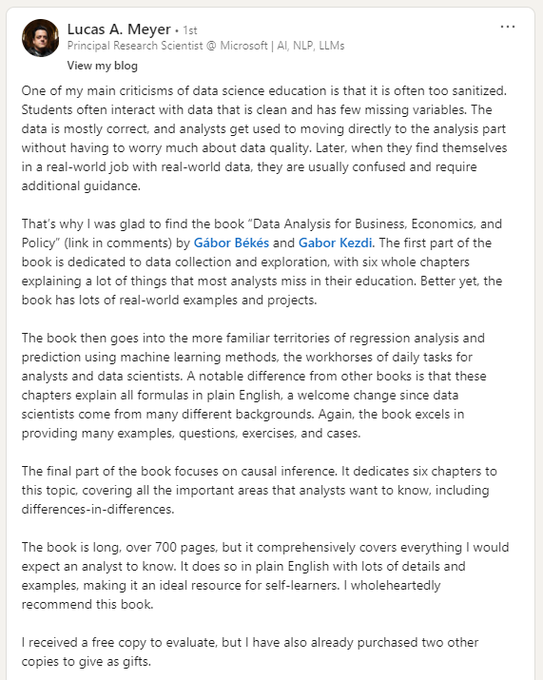 Lucas A. Meyer • 1st
Principal Research Scientist @ Microsoft | AI, NLP, LLMs
View my blog
One of my main criticisms of data science education is that it is often too sanitized.
Students often interact with data that is clean and has few missing variables. The
data is mostly correct, and analysts get used to moving directly to the analysis part
without having to worry much about data quality. Later, when they find themselves
in a real-world job with real-world data, they are usually confused and require
additional guidance.
That's why I was glad to find the book “Data Analysis for Business, Economics, and
Policy” (link in comments) by Gábor Békés and Gabor Kezdi. The first part of the
book is dedicated to data collection and exploration, with six whole chapters
explaining a lot of things that most analysts miss in their education. Better yet, the
book has lots of real-world examples and projects.
The book then goes into the more familiar territories of regression analysis and
prediction using machine learning methods, the workhorses of daily tasks for
analysts and data scientists. A notable difference from other books is that these
chapters explain all formulas in plain English, a welcome change since data
scientists come from many different backgrounds. Again, the book excels in
providing many examples, questions, exercises, and cases.
The final part of the book focuses on causal inference. It dedicates six chapters to
this topic, covering all the important areas that analysts want to know, including
differences-in-differences.
The book is long, over 700 pages, but it comprehensively covers everything I would
expect an analyst to know. It does so in plain English with lots of details and
examples, making it an ideal resource for self-learners. I wholeheartedly
recommend this book.
I received a free copy to evaluate, but I have also already purchased two other
copies to give as gifts.